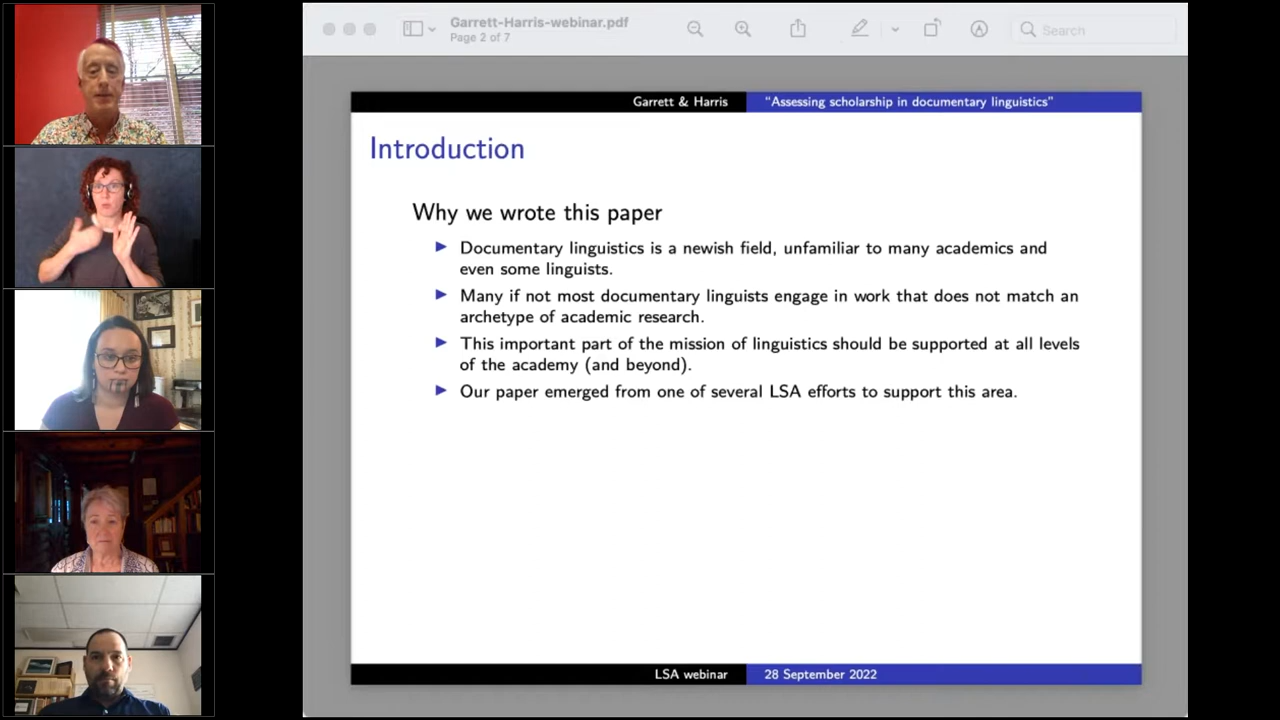 Garrett-Harris-webinar.pdf
Page 2 of 7
Search
Garrett & Harris
“Assessing scholarship in documentary linguistics”
Introduction
Why we wrote this paper
Documentary linguistics is a newish field, unfamiliar to many academics and
even some linguists.
Many if not most documentary linguists engage in work that does not match an
archetype of academic research.
This important part of the mission of linguistics should be supported at all levels
of the academy (and beyond).
Our paper emerged from one of several LSA efforts to support this area.
LSA webinar
28 September 2022